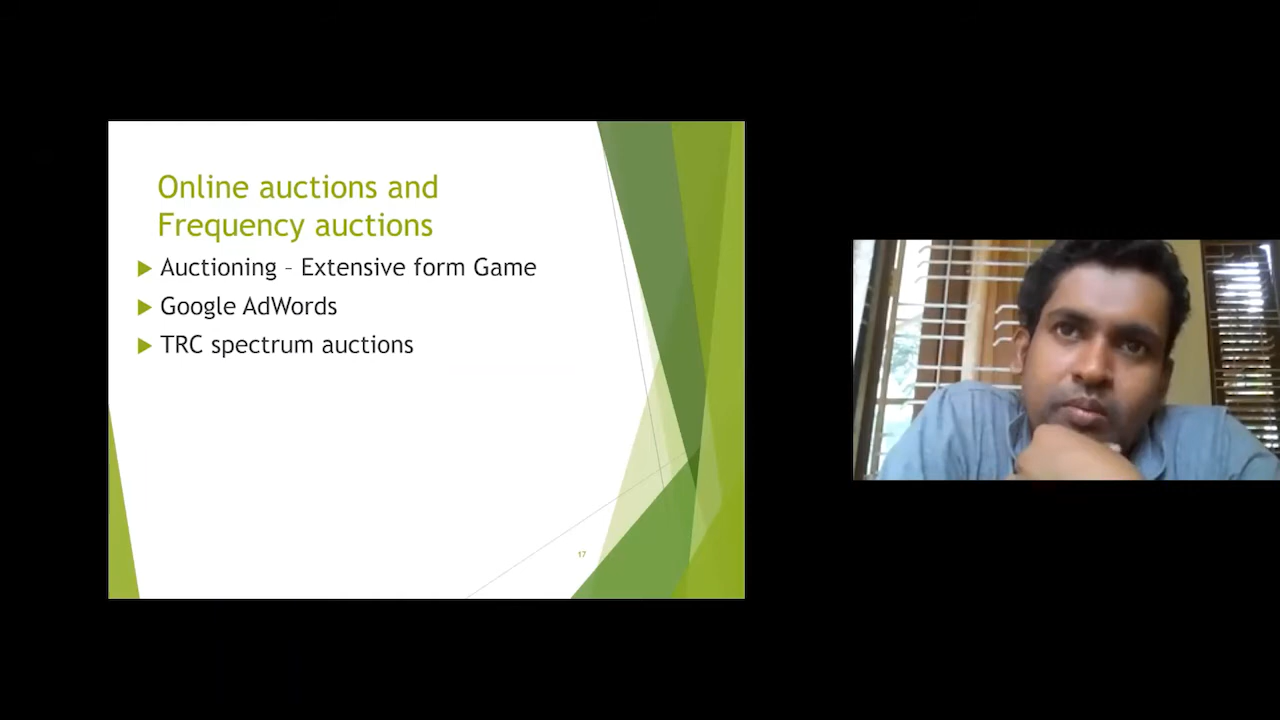 Online auctions and
Frequency auctions
Auctioning – Extensive form Game
Google AdWords
TRC spectrum auctions
17